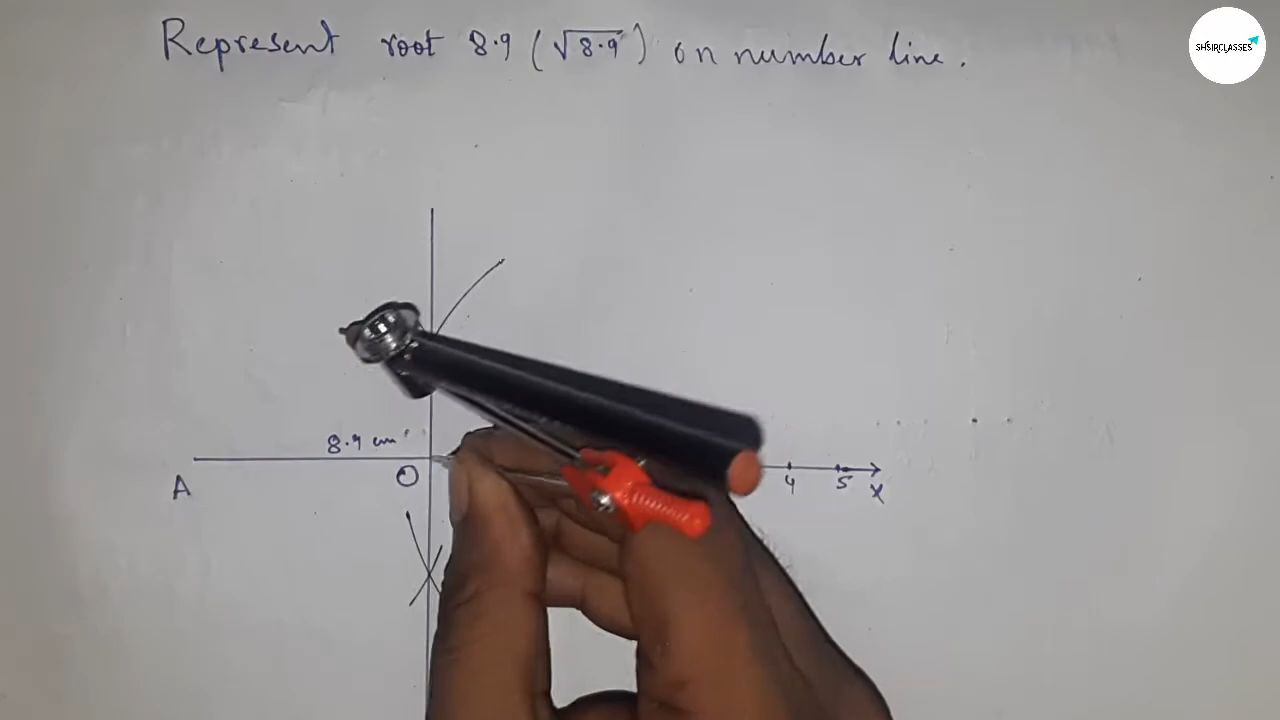 Represent root 8.9 (√8.9) on number line.
SHSIRCLASSES
8.9 cm
A O 4 5 X